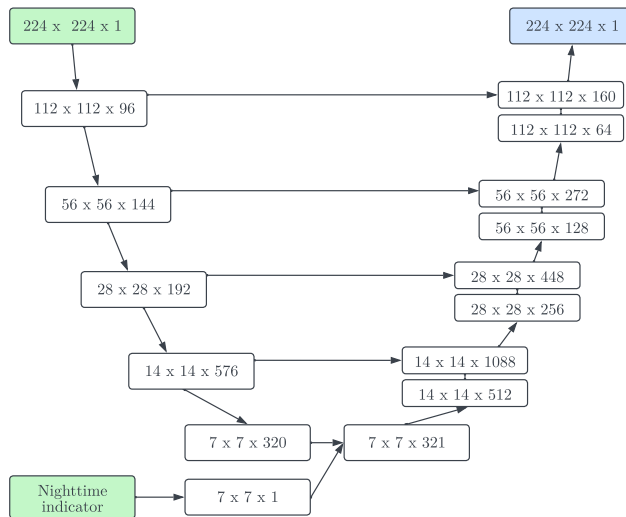 224 x 224 x 1
224 x 224 x 1
112 x 112 x 96
112 x 112 x 160
112 x 112 x 64
56 x 56 x 144
56 x 56 x 272
56 x 56 x 128
28 x 28 x 192
28 x 28 x 448
28 x 28 x 256
14 x 14 x 576
14 x 14 x 1088
14 x 14 x 512
7 x 7 x 320
7 x 7 x 321
Nighttime
indicator
7 x 7 x 1